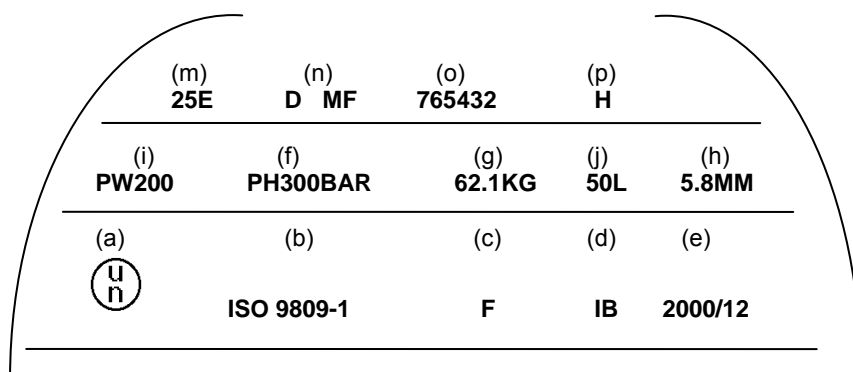 (m) (n) (o) (p)
25E D MF 765432 H
(i) (f) (g) (j) (h)
PW200 PH300BAR 62.1KG 50L 5.8MM
(a) (b) (c) (d) (e)
u
n
ISO 9809-1 F IB 2000/12